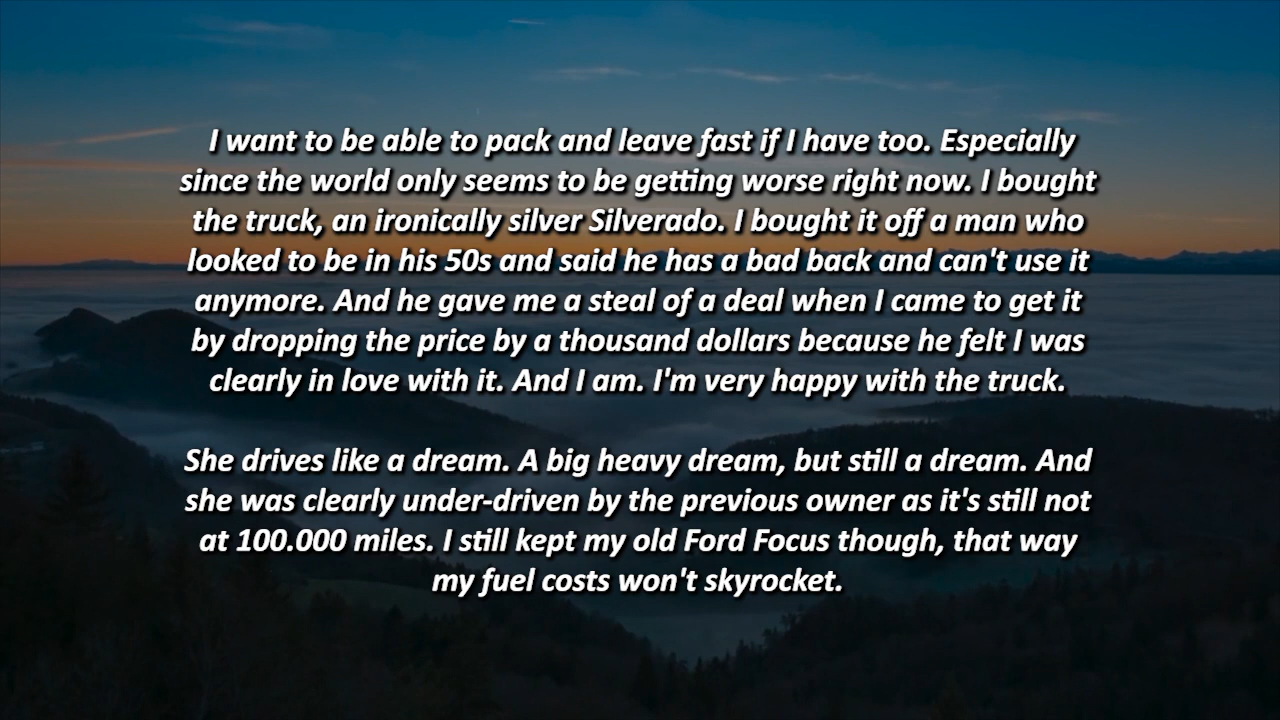 I want to be able to pack and leave fast if I have too. Especially
since the world only seems to be getting worse right now. I bought
the truck, an ironically silver Silverado. I bought it off a man who
looked to be in his 50s and said he has a bad back and can't use it
anymore. And he gave me a steal of a deal when I came to get it
by dropping the price by a thousand dollars because he felt I was
clearly in love with it. And I am. I'm very happy with the truck.
She drives like a dream. A big heavy dream, but still a dream. And
she was clearly under-driven by the previous owner as it's still not
at 100.000 miles. I still kept my old Ford Focus though, that way
my fuel costs won't skyrocket.